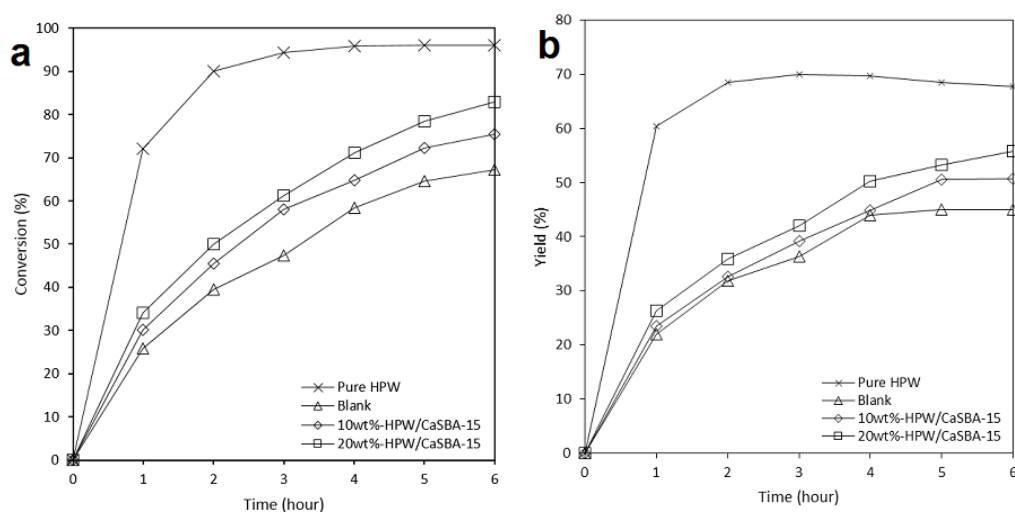 a
100
90
80
70
60
50
40
30
20
10
0
Conversion (%)
0 1 2 3 4 5 6
Time (hour)
Pure HPW
Blank
10wt%-HPW/CaSBA-15
20wt%-HPW/CaSBA-15
b
80
70
60
50
40
30
20
10
0
Yield (%)
0 1 2 3 4 5 6
Time (hour)
Pure HPW
Blank
10wt%-HPW/CaSBA-15
20wt%-HPW/CaSBA-15